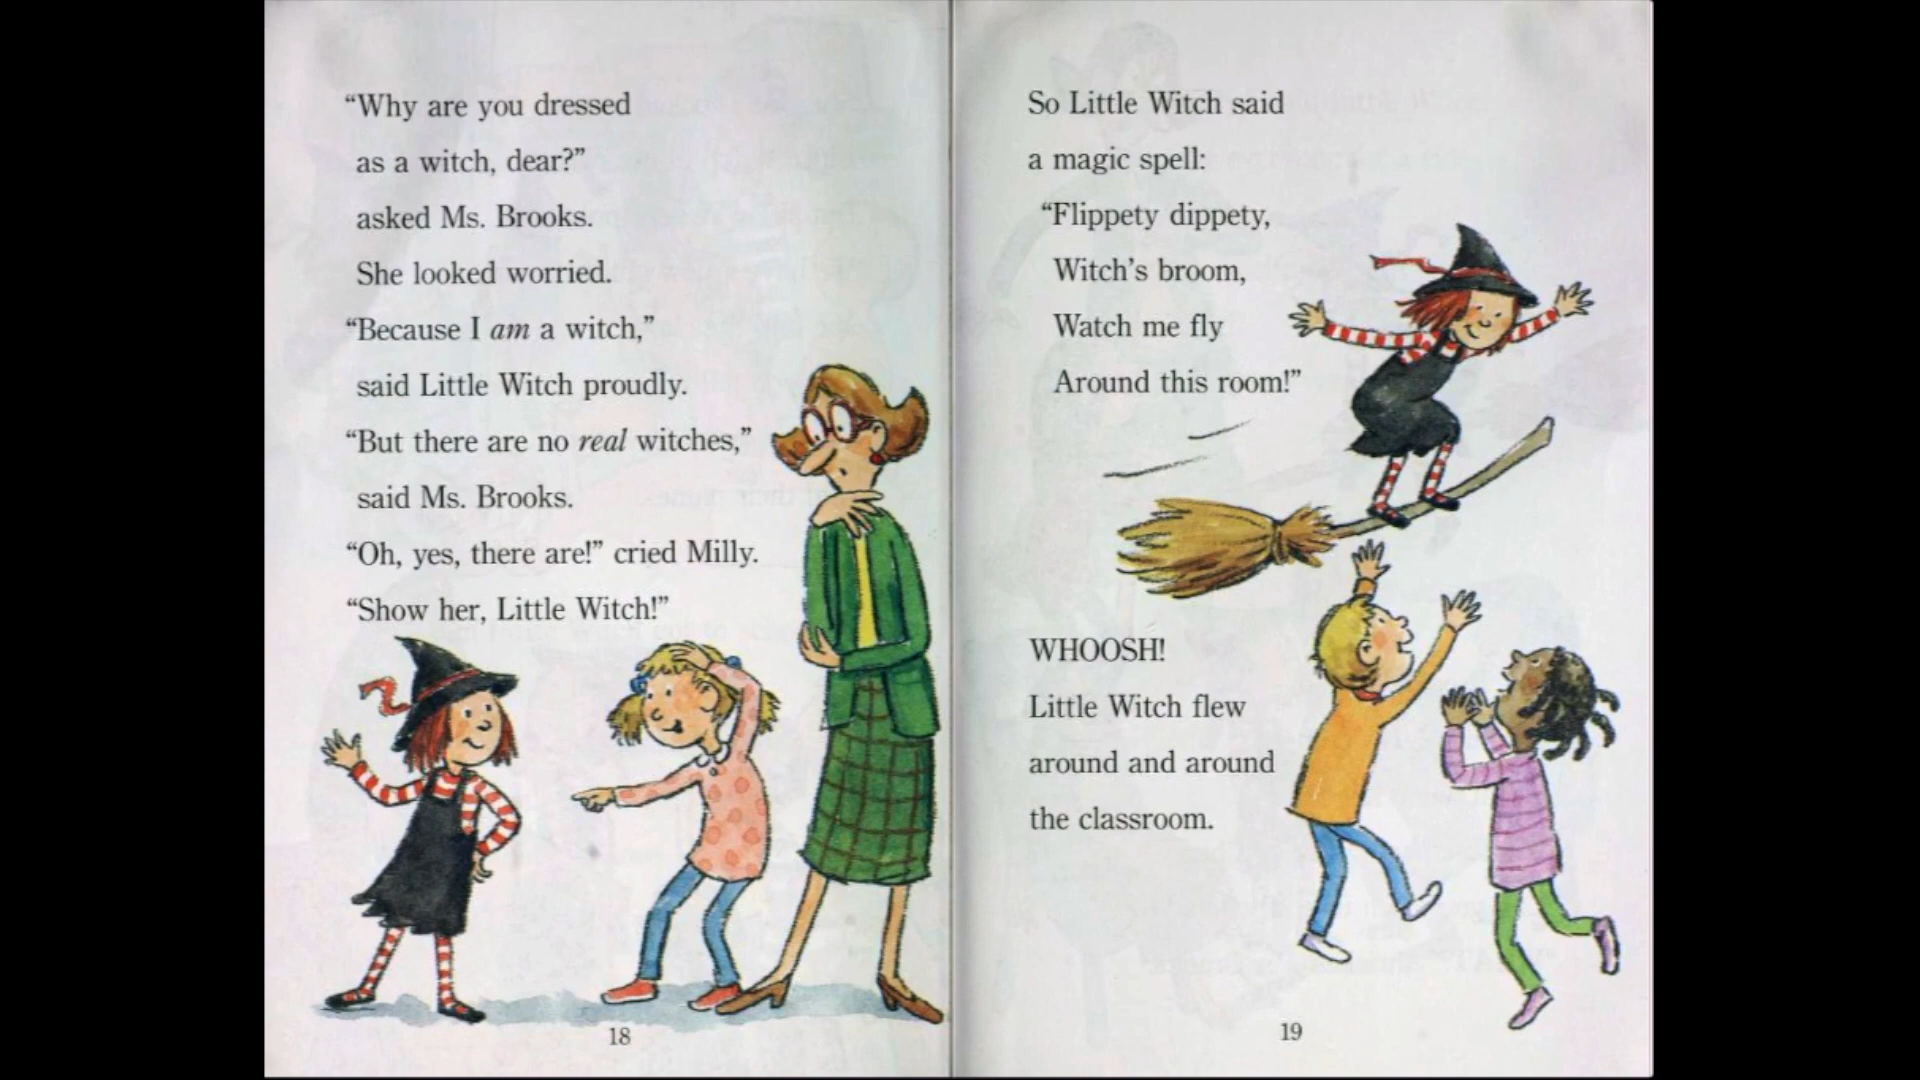 “Why are you dressed
as a witch, dear?”
asked Ms. Brooks.
She looked worried.
“Because I am a witch,”
said Little Witch proudly.
“But there are no real witches,”
said Ms. Brooks.
“Oh, yes, there are!” cried Milly.
“Show her, Little Witch!”
18
So Little Witch said
a magic spell:
“Flippety dippety,
Witch’s broom,
Watch me fly
Around this room!”
WHOOSH!
Little Witch flew
around and around
the classroom.
19